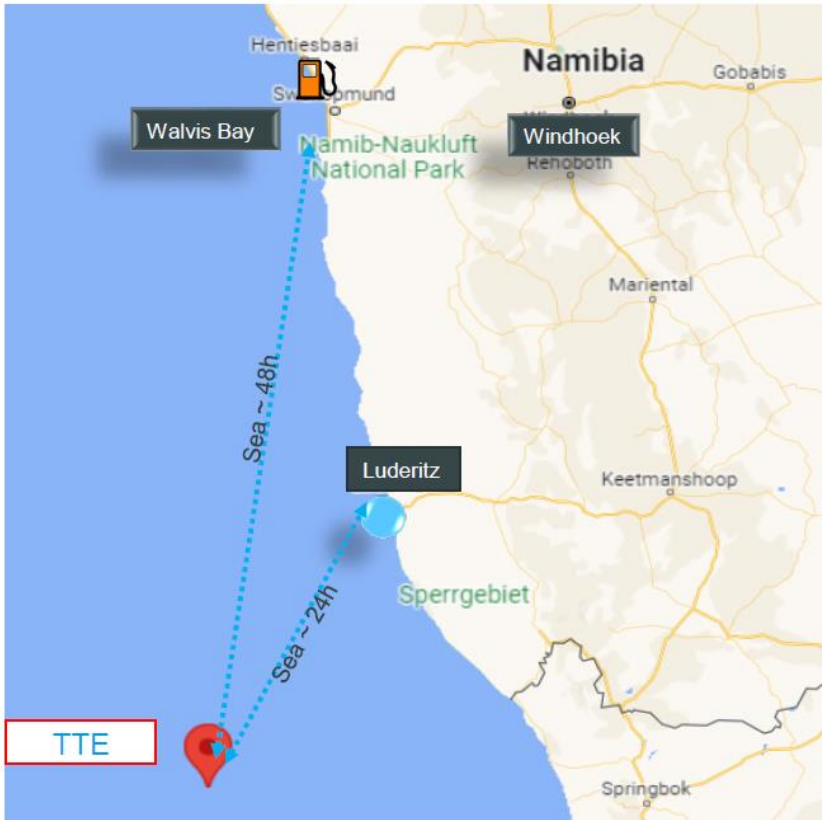 Hentiesbaai
Namibia
Gobabis
Walvis Bay
Windhoek
Namib-Naukluft
National Park
Rehoboth
Mariental
Sea ~ 48h
Luderitz
Keetmanshoop
Sperrgebiet
Sea ~ 24h
TTE
Springbok